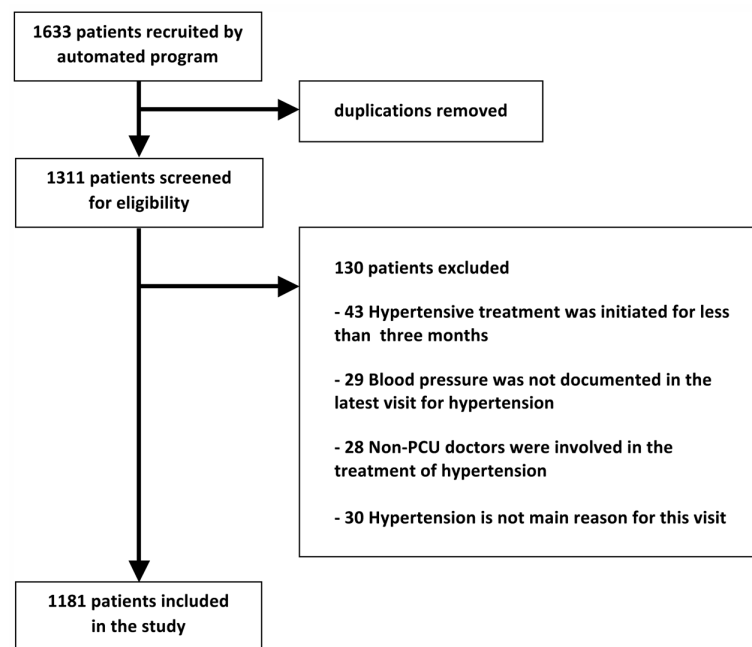 1633 patients recruited by
automated program
duplications removed
1311 patients screened
for eligibility
130 patients excluded
- 43 Hypertensive treatment was initiated for less
than three months
- 29 Blood pressure was not documented in the
latest visit for hypertension
- 28 Non-PCU doctors were involved in the
treatment of hypertension
- 30 Hypertension is not main reason for this visit
1181 patients included
in the study